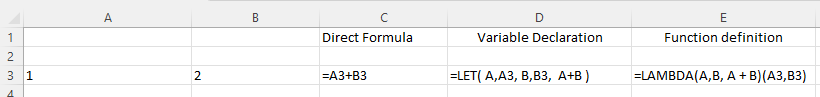 A B C D E
1 Direct Formula Variable Declaration Function definition
2
3 1 2 =A3+B3 =LET( A,A3, B,B3,  A+B ) =LAMBDA(A,B, A + B)(A3,B3)
4